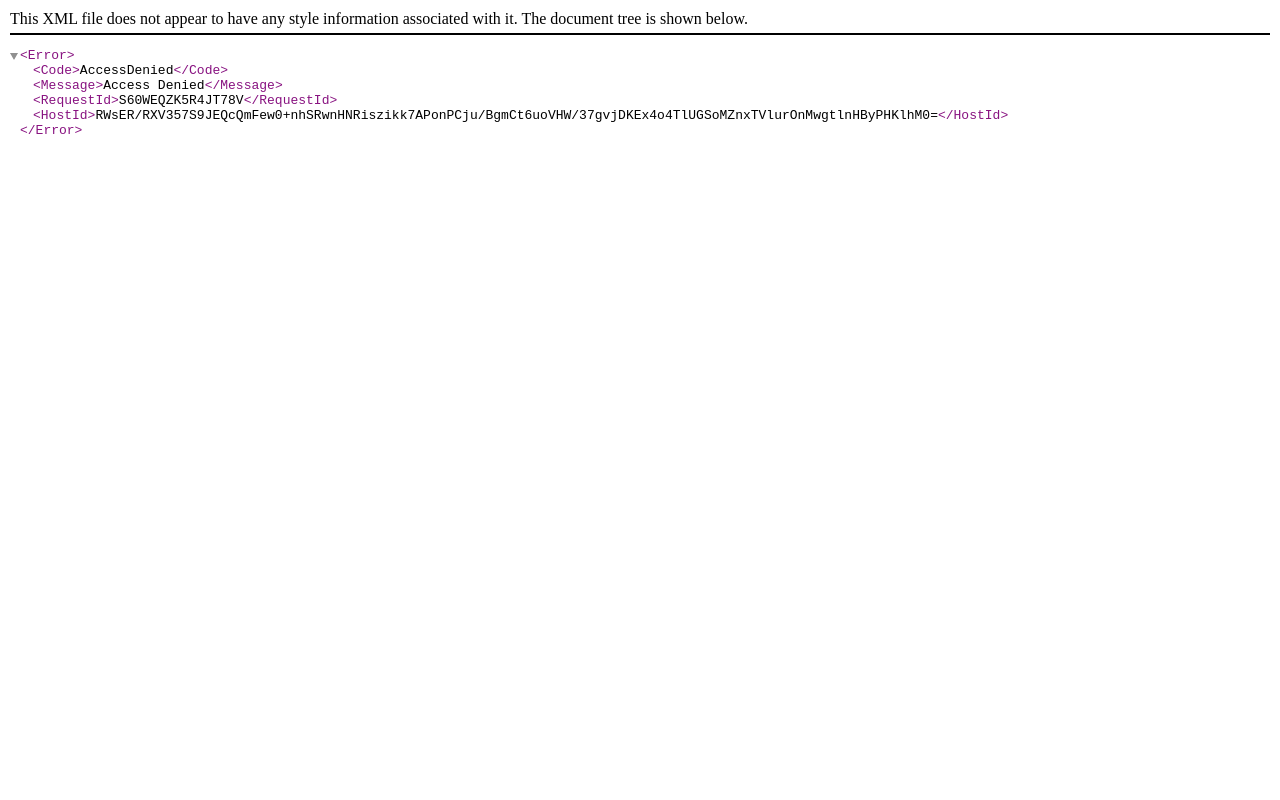 This XML file does not appear to have any style information associated with it. The document tree is shown below.
<Error>
<Code>AccessDenied</Code>
<Message>Access Denied</Message>
<RequestId>S60WEQZK5R4JT78V</RequestId>
<HostId>RWsER/RXV357S9JEQcQmFew0+nhSRwnHNRiszikk7APonPCju/BgmCt6uoVHW/37gvjDKEx4o4TlUGSoMZnxTVlurOnMwgtlnHByPHKlhM0=</HostId>
</Error>